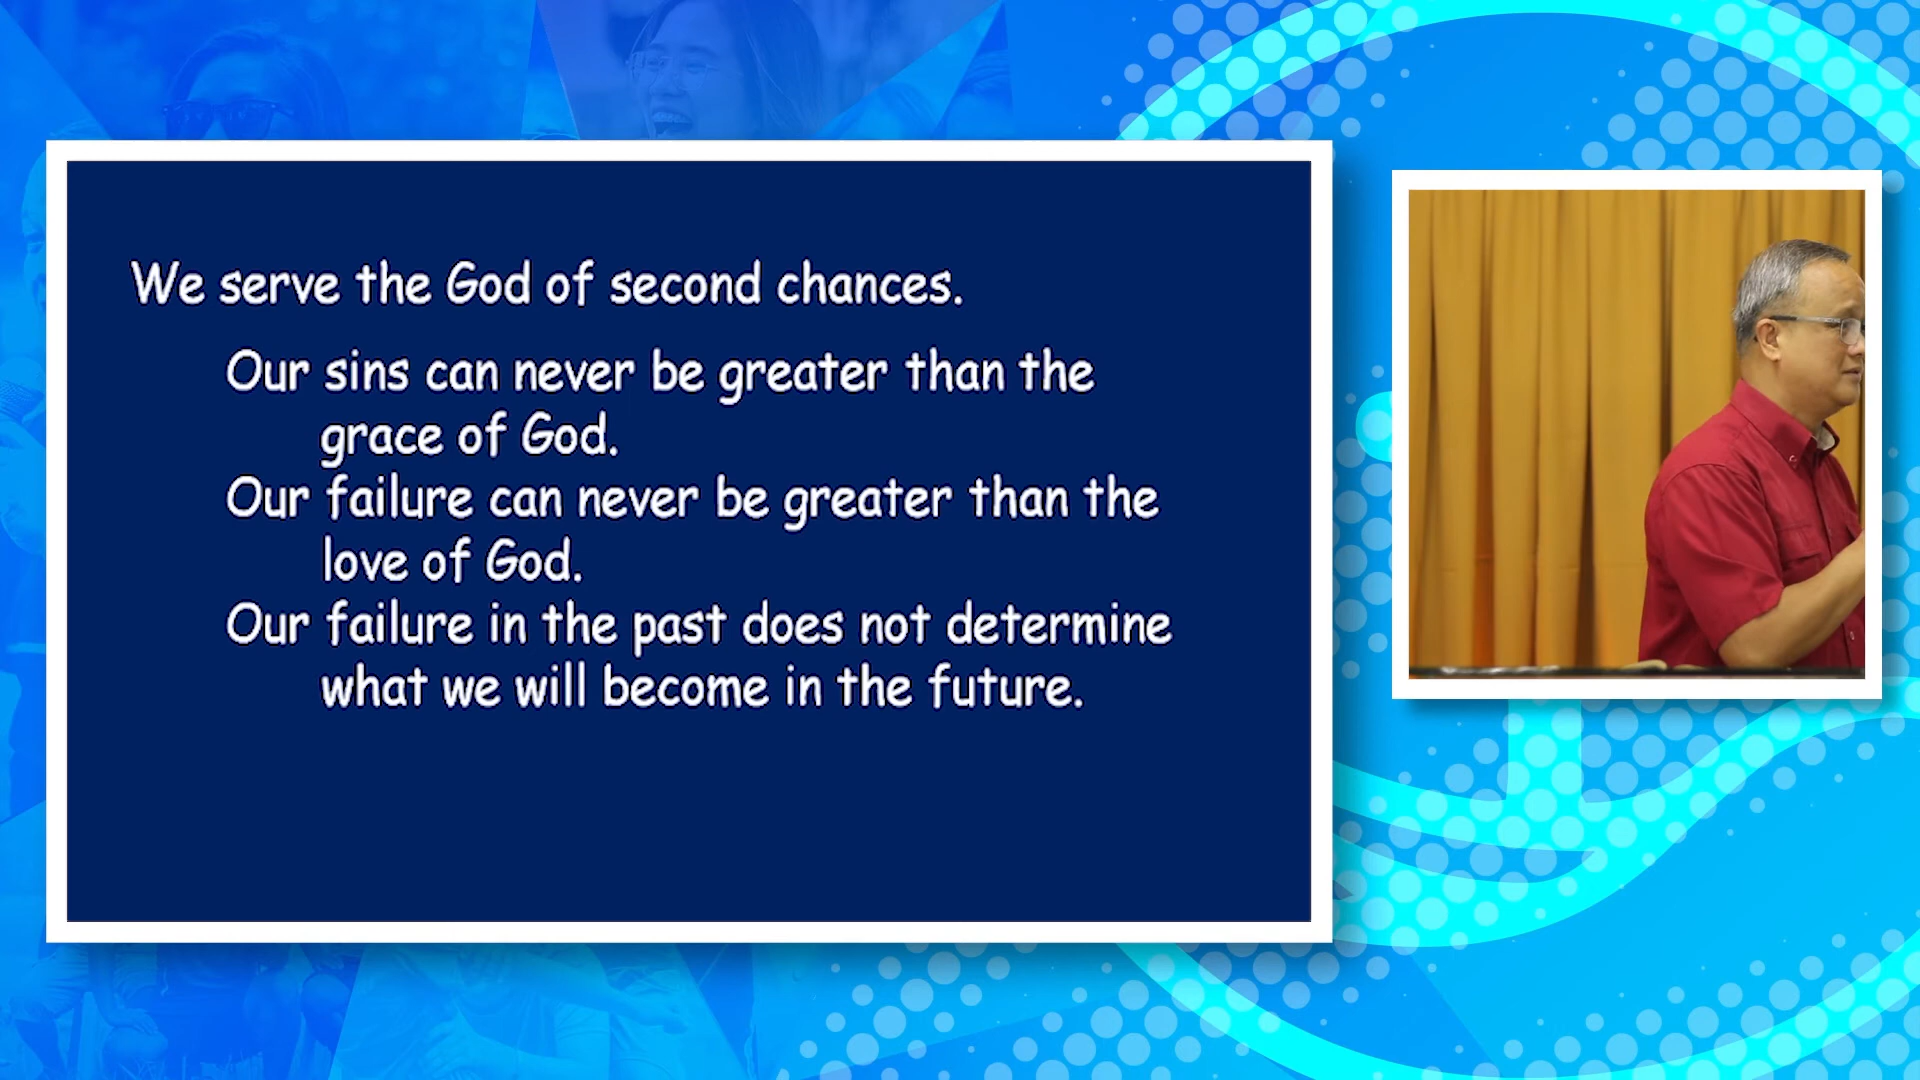 We serve the God of second chances.
Our sins can never be greater than the
grace of God.
Our failure can never be greater than the
love of God.
Our failure in the past does not determine
what we will become in the future.